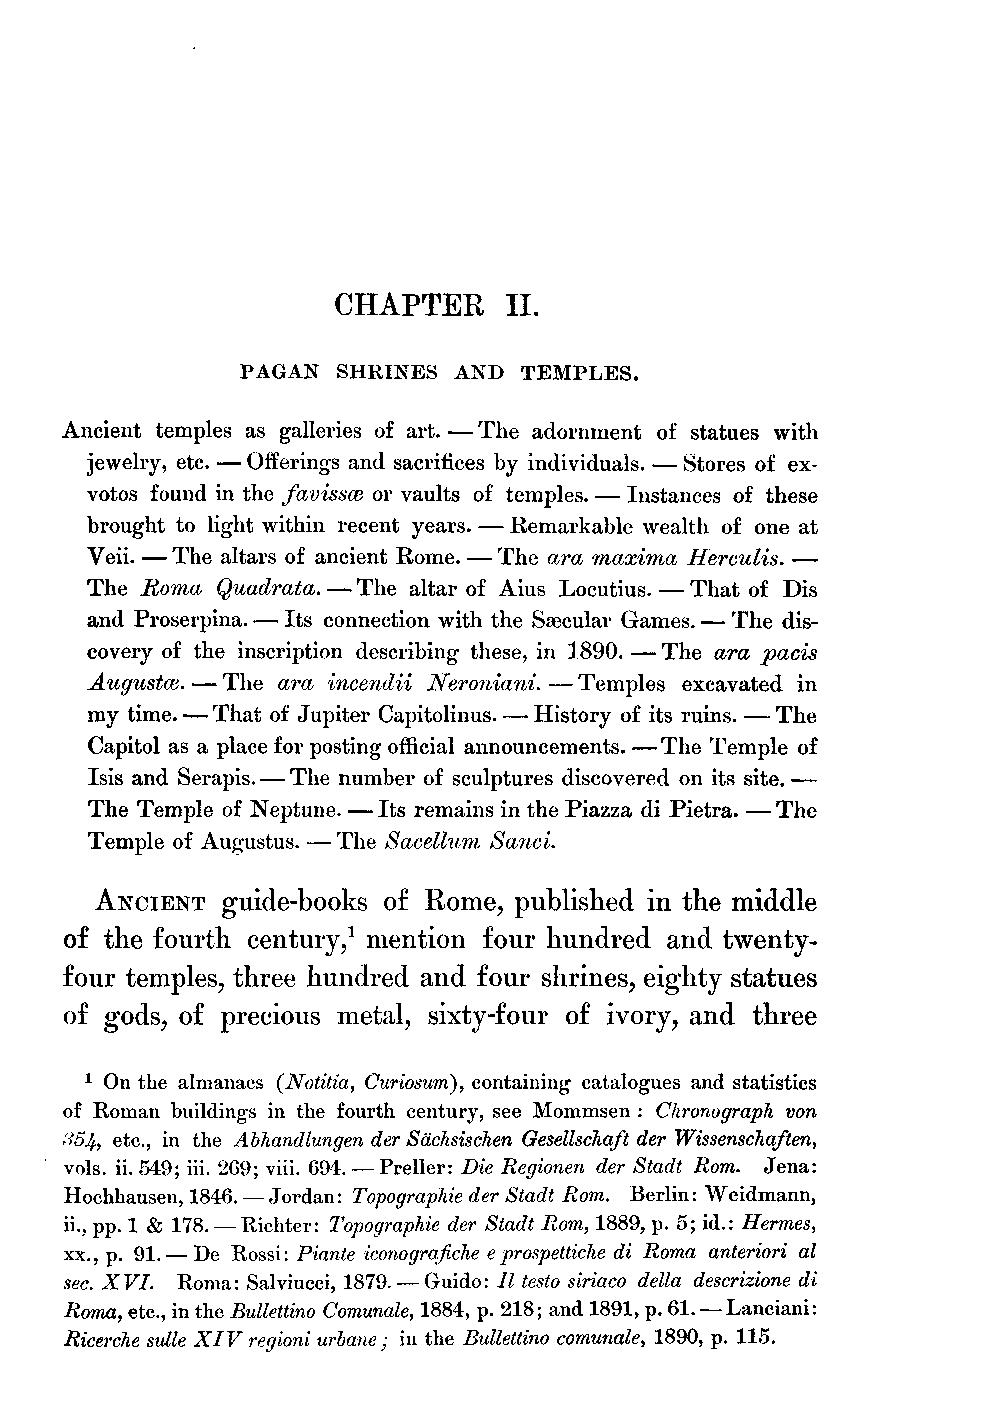 CHAPTER II.
PAGAN SHRINES AND TEMPLES.
Ancient temples as galleries of art. — The adornment of statues with
jewelry, etc. — Offerings and sacrifices by individuals. — Stores of ex-
votos found in the favissæ or vaults of temples. — Instances of these
brought to light within recent years. — Remarkable wealth of one at
Veii. — The altars of ancient Rome. — The ara maxima Herculis. —
The Roma Quadrata. — The altar of Aius Locutius. — That of Dis
and Proserpina. — Its connection with the Sæcular Games. — The dis-
covery of the inscription describing these, in 1890. — The ara pacis
Augustæ. — The ara incendii Neroniani. — Temples excavated in
my time. — That of Jupiter Capitolinus. — History of its ruins. — The
Capitol as a place for posting official announcements. — The Temple of
Isis and Serapis. — The number of sculptures discovered on its site. —
The Temple of Neptune. — Its remains in the Piazza di Pietra. — The
Temple of Augustus. — The Sacellum Sanci.
ANCIENT guide-books of Rome, published in the middle
of the fourth century,¹ mention four hundred and twenty-
four temples, three hundred and four shrines, eighty statues
of gods, of precious metal, sixty-four of ivory, and three
¹ On the almanacs (Notitia, Curiosum), containing catalogues and statistics
of Roman buildings in the fourth century, see Mommsen : Chronograph von
354, etc., in the Abhandlungen der Sächsischen Gesellschaft der Wissenschaften,
vols. ii. 549; iii. 269; viii. 694. — Preller: Die Regionen der Stadt Rom. Jena:
Hochhausen, 1846. — Jordan: Topographie der Stadt Rom. Berlin: Weidmann,
ii., pp. 1 & 178. — Richter: Topographie der Stadt Rom, 1889, p. 5; id.: Hermes,
xx., p. 91. — De Rossi: Piante iconografiche e prospettiche di Roma anteriori al
sec. XVI. Roma: Salviucci, 1879. — Guido: Il testo siriaco della descrizione di
Roma, etc., in the Bullettino Comunale, 1884, p. 218; and 1891, p. 61. — Lanciani:
Ricerche sulle XIV regioni urbane; in the Bullettino comunale, 1890, p. 115.